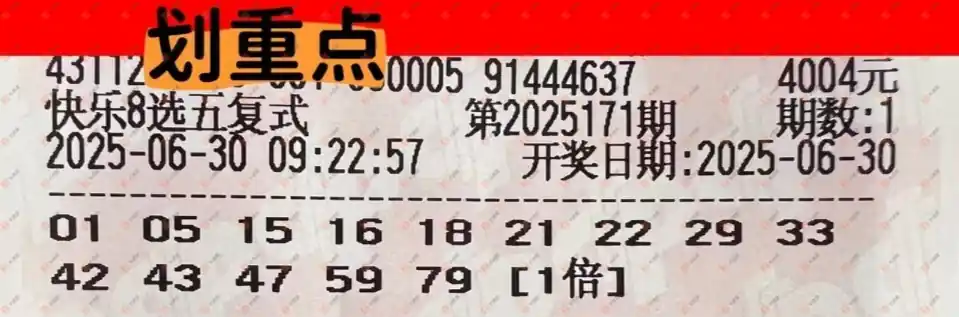 划重点
43112 0005 91444637 4004元
快乐8选五复式 第2025171期 期数:1
2025-06-30 09:22:57 开奖日期:2025-06-30
01 05 15 16 18 21 22 29 33
42 43 47 59 79 [1倍]